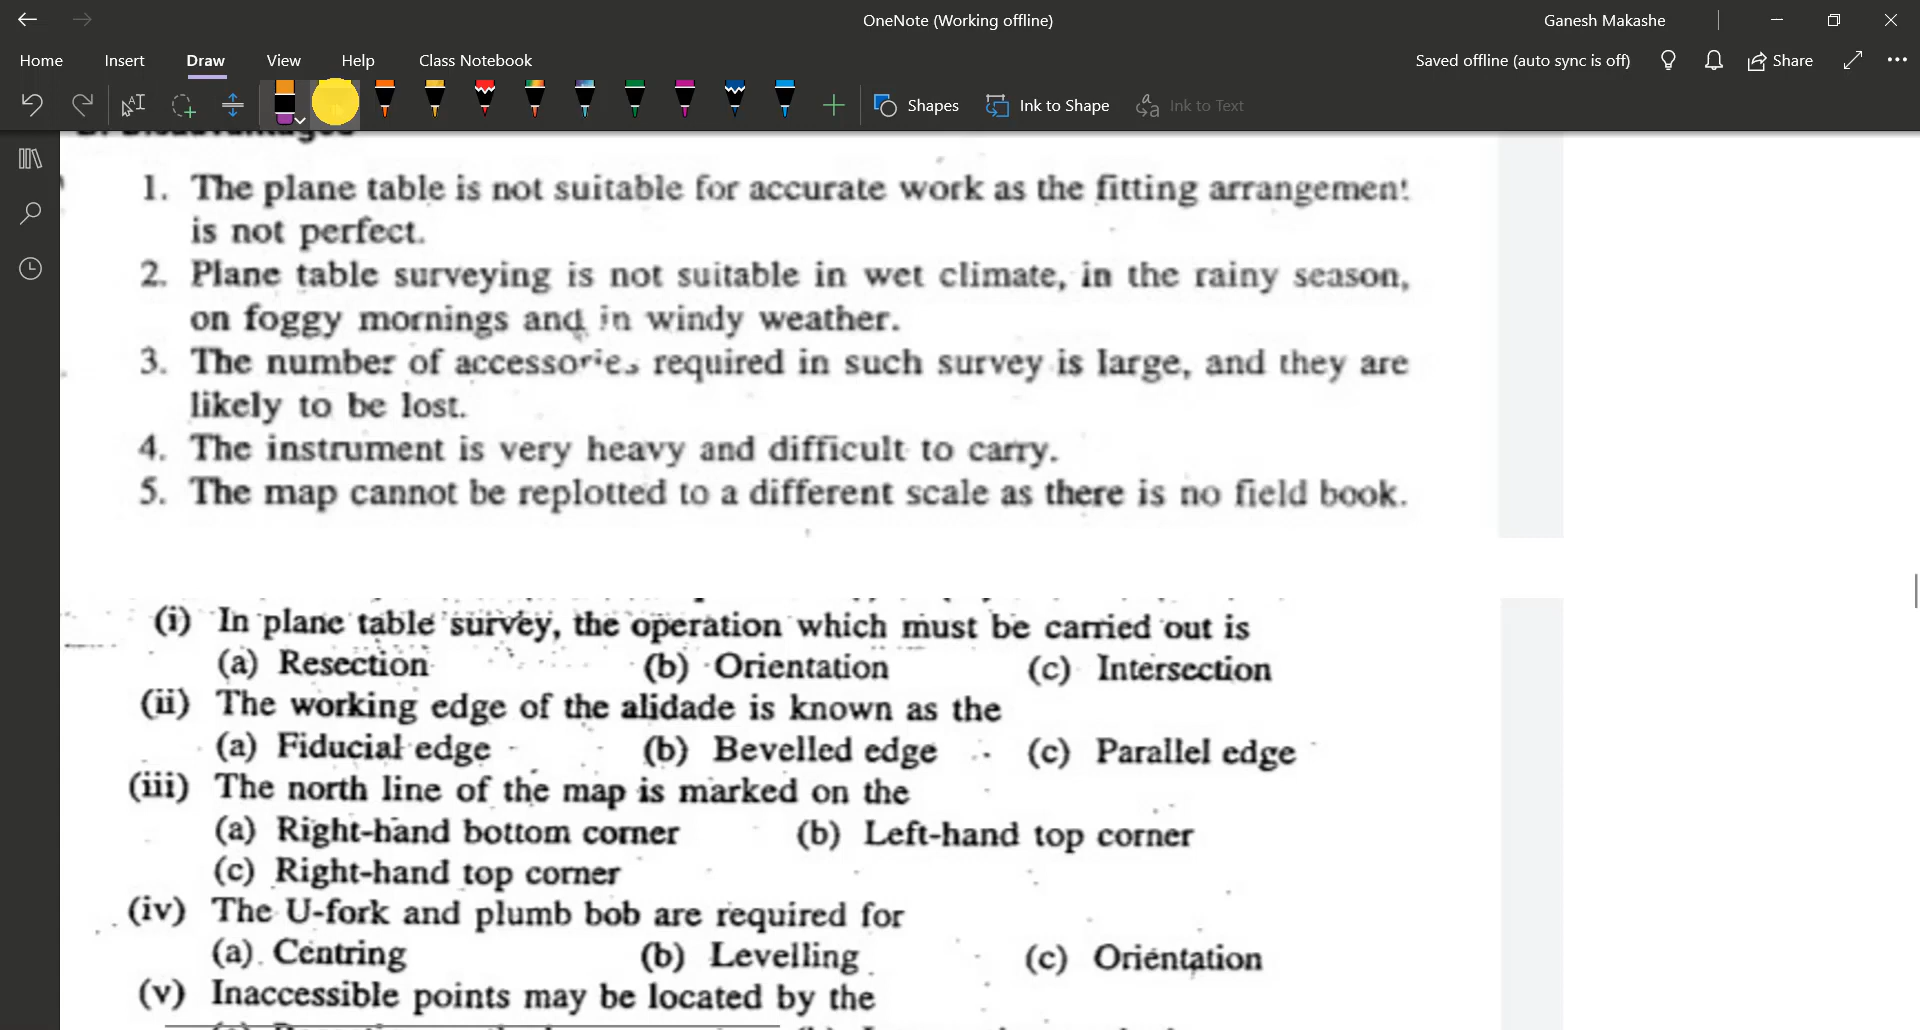 OneNote (Working offline)
Ganesh Makashe
Home Insert Draw View Help Class Notebook
Saved offline (auto sync is off) Share
Shapes Ink to Shape Ink to Text
1. The plane table is not suitable for accurate work as the fitting arrangement
is not perfect.
2. Plane table surveying is not suitable in wet climate, in the rainy season,
on foggy mornings and in windy weather.
3. The number of accessories required in such survey is large, and they are
likely to be lost.
4. The instrument is very heavy and difficult to carry.
5. The map cannot be replotted to a different scale as there is no field book.
(i) In plane table survey, the operation which must be carried out is
(a) Resection (b) Orientation (c) Intersection
(ii) The working edge of the alidade is known as the
(a) Fiducial edge (b) Bevelled edge (c) Parallel edge
(iii) The north line of the map is marked on the
(a) Right-hand bottom corner (b) Left-hand top corner
(c) Right-hand top corner
(iv) The U-fork and plumb bob are required for
(a) Centring (b) Levelling (c) Orientation
(v) Inaccessible points may be located by the